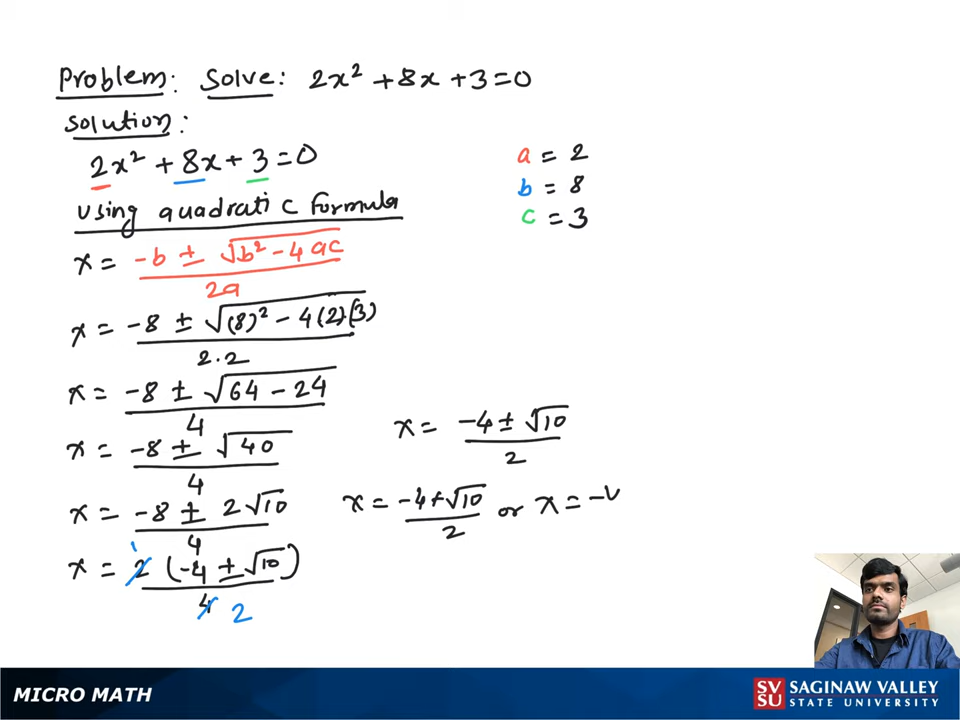 Problem: Solve: 2x² + 8x + 3 = 0
Solution:
2x² + 8x + 3 = 0
a = 2
b = 8
c = 3
Using quadratic formula
x = (-b ± √(b² - 4ac)) / 2a
x = (-8 ± √((8)² - 4(2)(3))) / 2·2
x = (-8 ± √(64 - 24)) / 4
x = (-8 ± √40) / 4
x = (-8 ± 2√10) / 4
x = 2 1 (-4 ± √10) / 4 2
x = (-4 ± √10) / 2
x = (-4 + √10) / 2 or x = -
MICRO MATH
SV SU SAGINAW VALLEY
STATE UNIVERSITY